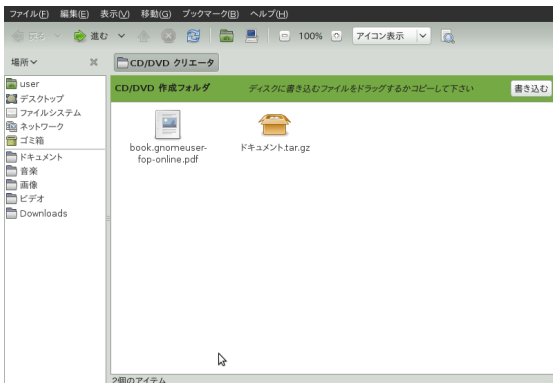 ファイル(F) 編集(E) 表示(V) 移動(G) ブックマーク(B) ヘルプ(H)
戻る 進む 100% アイコン表示
場所 CD/DVD クリエータ
user
デスクトップ
ファイルシステム
ネットワーク
ゴミ箱
ドキュメント
音楽
画像
ビデオ
Downloads
CD/DVD 作成フォルダ ディスクに書き込むファイルをドラッグするかコピーして下さい 書き込む
book.gnomeuser-
fop-online.pdf
ドキュメント.tar.gz
2個のアイテム